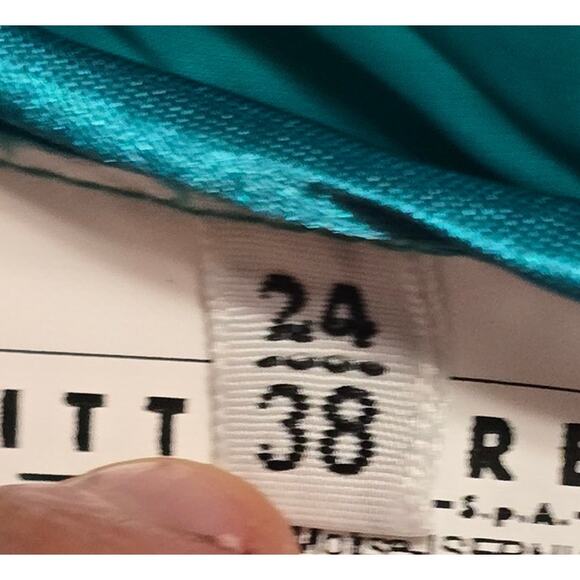 24
38
ITT RE
-S.p.A.-